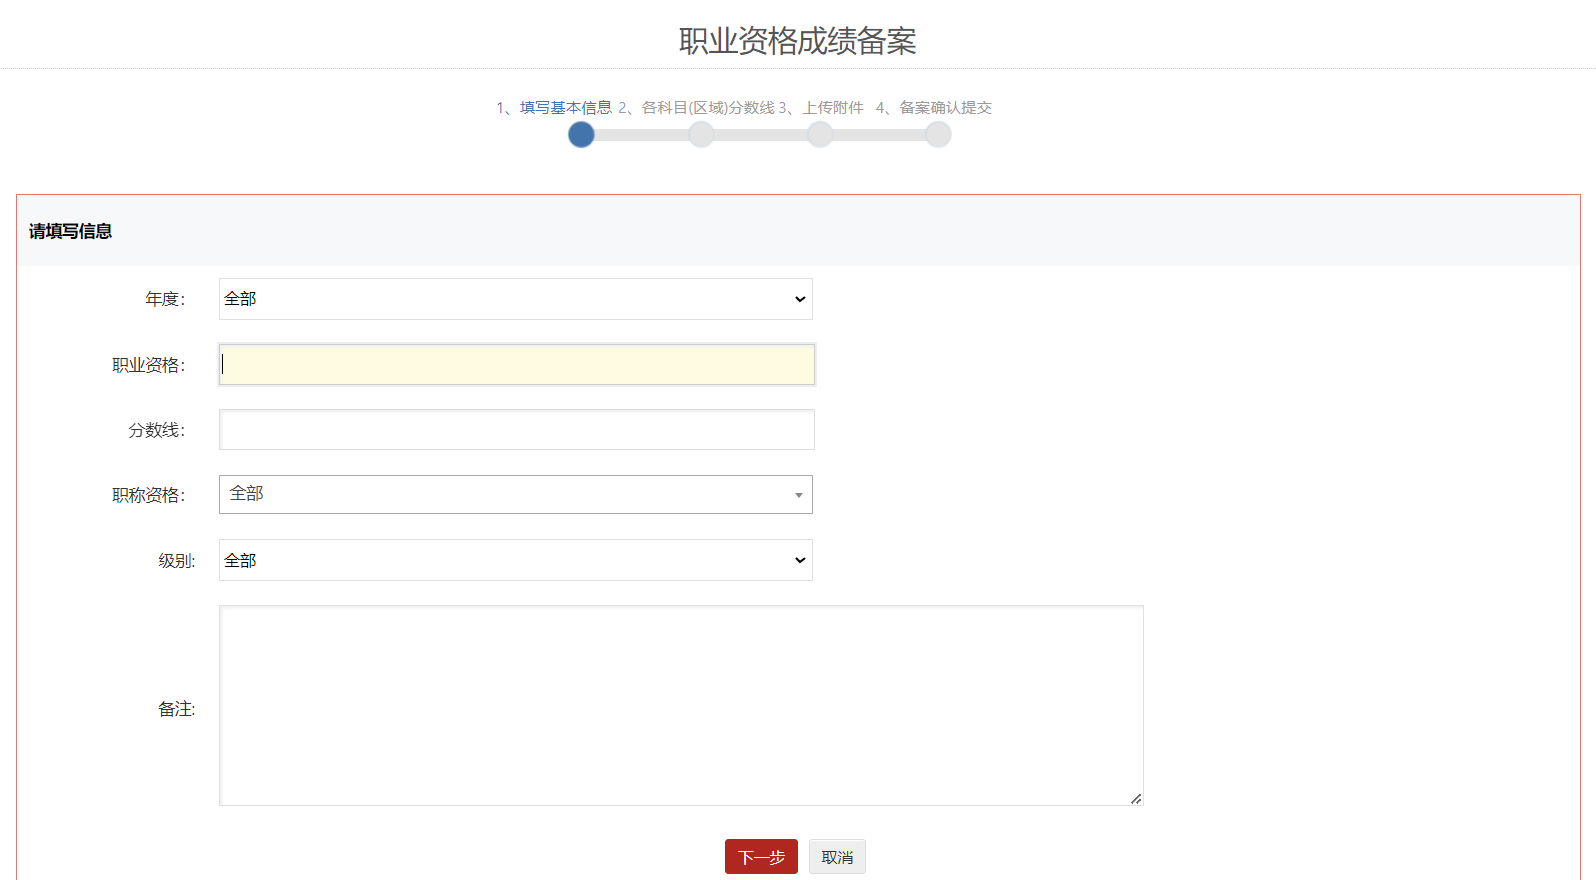 职业资格成绩备案
1、填写基本信息 2、各科目(区域)分数线 3、上传附件 4、备案确认提交
请填写信息
年度： 全部
职业资格：
分数线：
职称资格： 全部
级别: 全部
备注:
下一步 取消